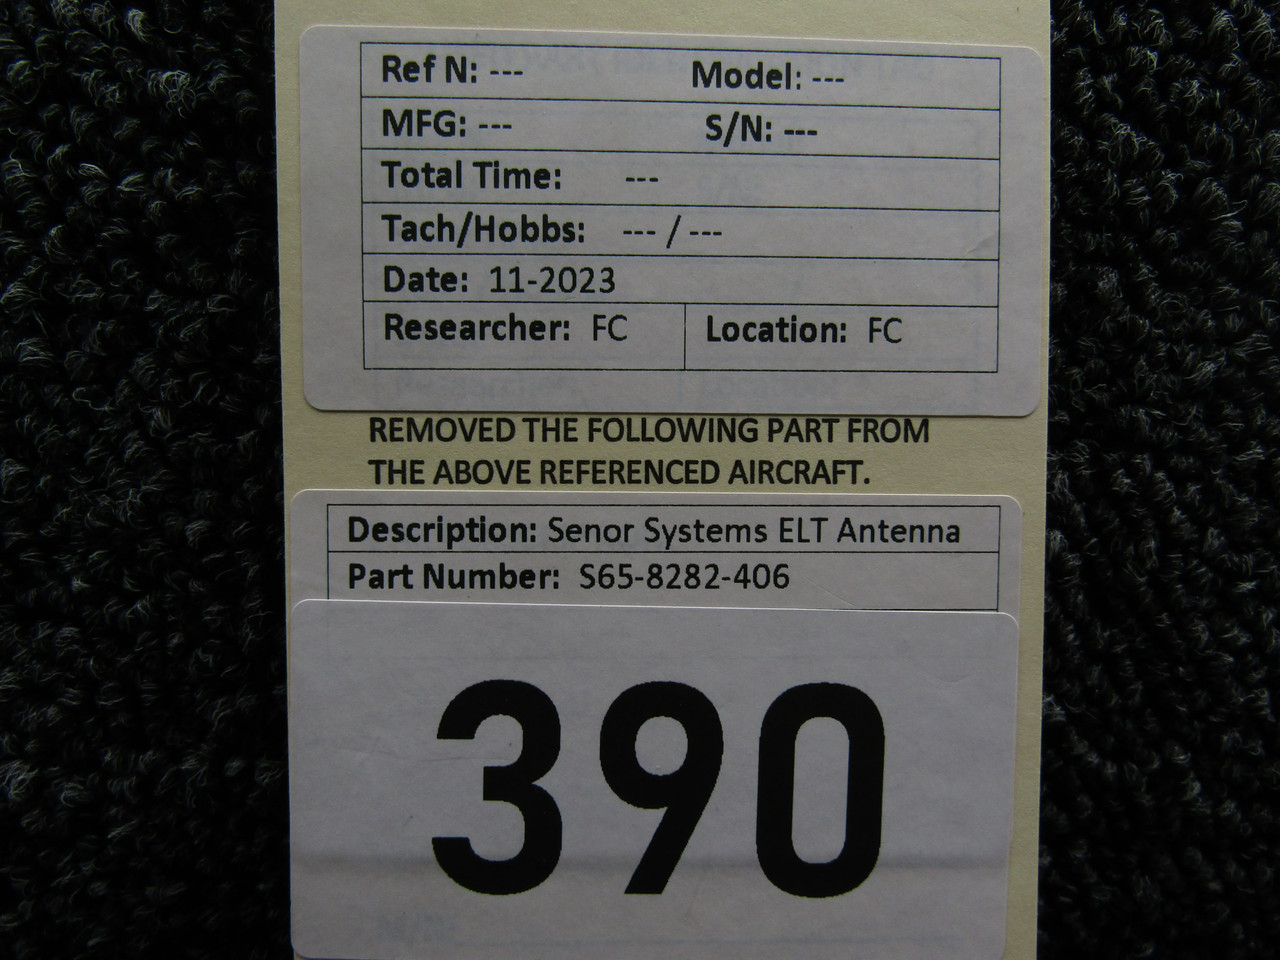 Ref N: --- Model: ---
MFG: --- S/N: ---
Total Time: ---
Tach/Hobbs: --- / ---
Date: 11-2023
Researcher: FC Location: FC
REMOVED THE FOLLOWING PART FROM
THE ABOVE REFERENCED AIRCRAFT.
Description: Senor Systems ELT Antenna
Part Number: S65-8282-406
390